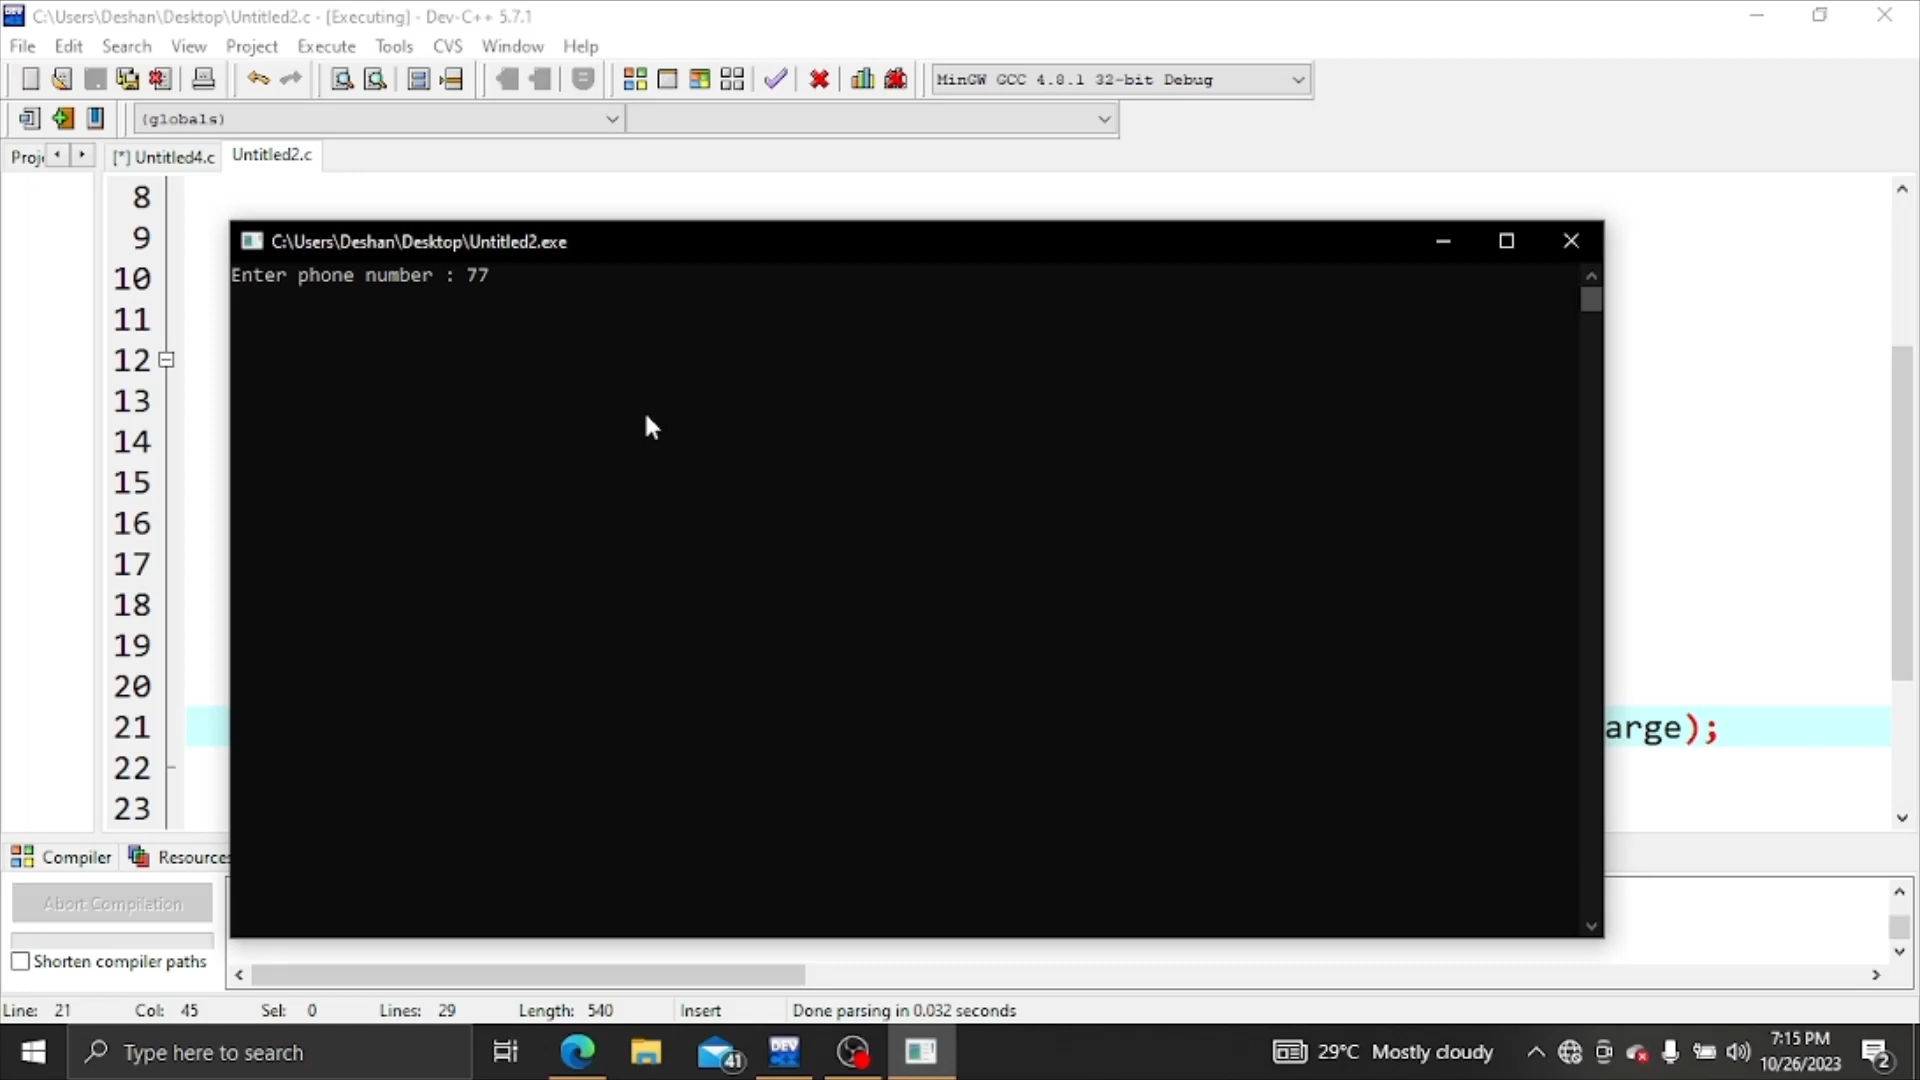 C:\Users\Deshan\Desktop\Untitled2.c - [Executing] - Dev-C++ 5.7.1
File Edit Search View Project Execute Tools CVS Window Help
MinGW GCC 4.8.1 32-bit Debug
(globals)
Proj [*] Untitled4.c Untitled2.c
8
C:\Users\Deshan\Desktop\Untitled2.exe
9
Enter phone number : 77
10
11
12
13
14
15
16
17
18
19
20
21 arge);
22
23
Compiler Resources
Abort Compilation
Shorten compiler paths
Line: 21 Col: 45 Sel: 0 Lines: 29 Length: 540 Insert Done parsing in 0.032 seconds
Type here to search DEV 41 29°C Mostly cloudy 7:15 PM
10/26/2023 2